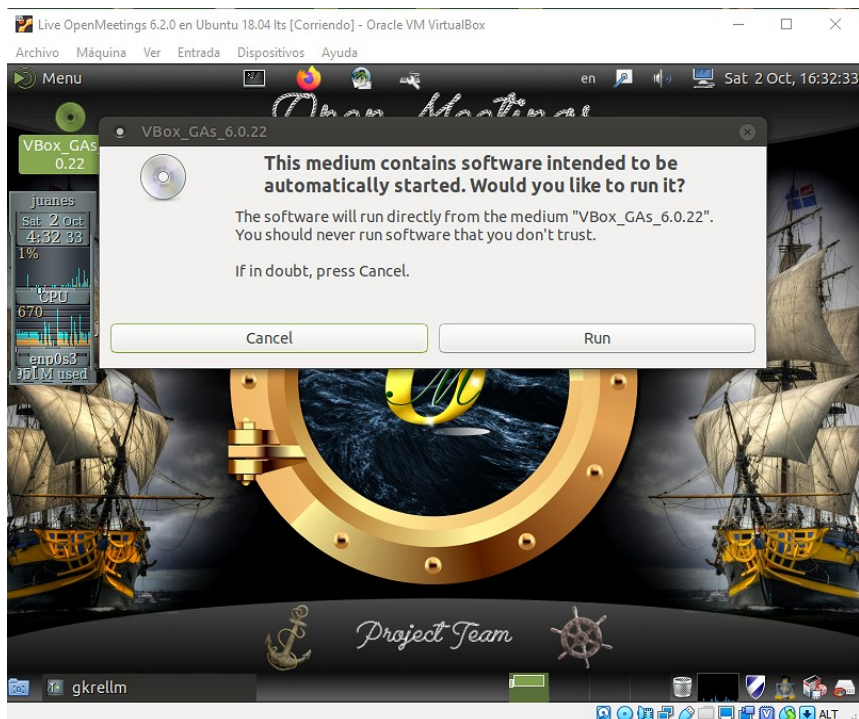 Live OpenMeetings 6.2.0 en Ubuntu 18.04 lts [Corriendo] - Oracle VM VirtualBox
Archivo Máquina Ver Entrada Dispositivos Ayuda
Menu en Sat 2 Oct, 16:32:33
Open Meetings
VBox_GAs_6.0.22
VBox_GAs
0.22
This medium contains software intended to be
automatically started. Would you like to run it?
The software will run directly from the medium "VBox_GAs_6.0.22".
You should never run software that you don't trust.
If in doubt, press Cancel.
Cancel Run
juanes
Sat 2 Oct
4:32 33
1%
CPU
670
enp0s3
951M used
Project Team
gkrellm
ALT